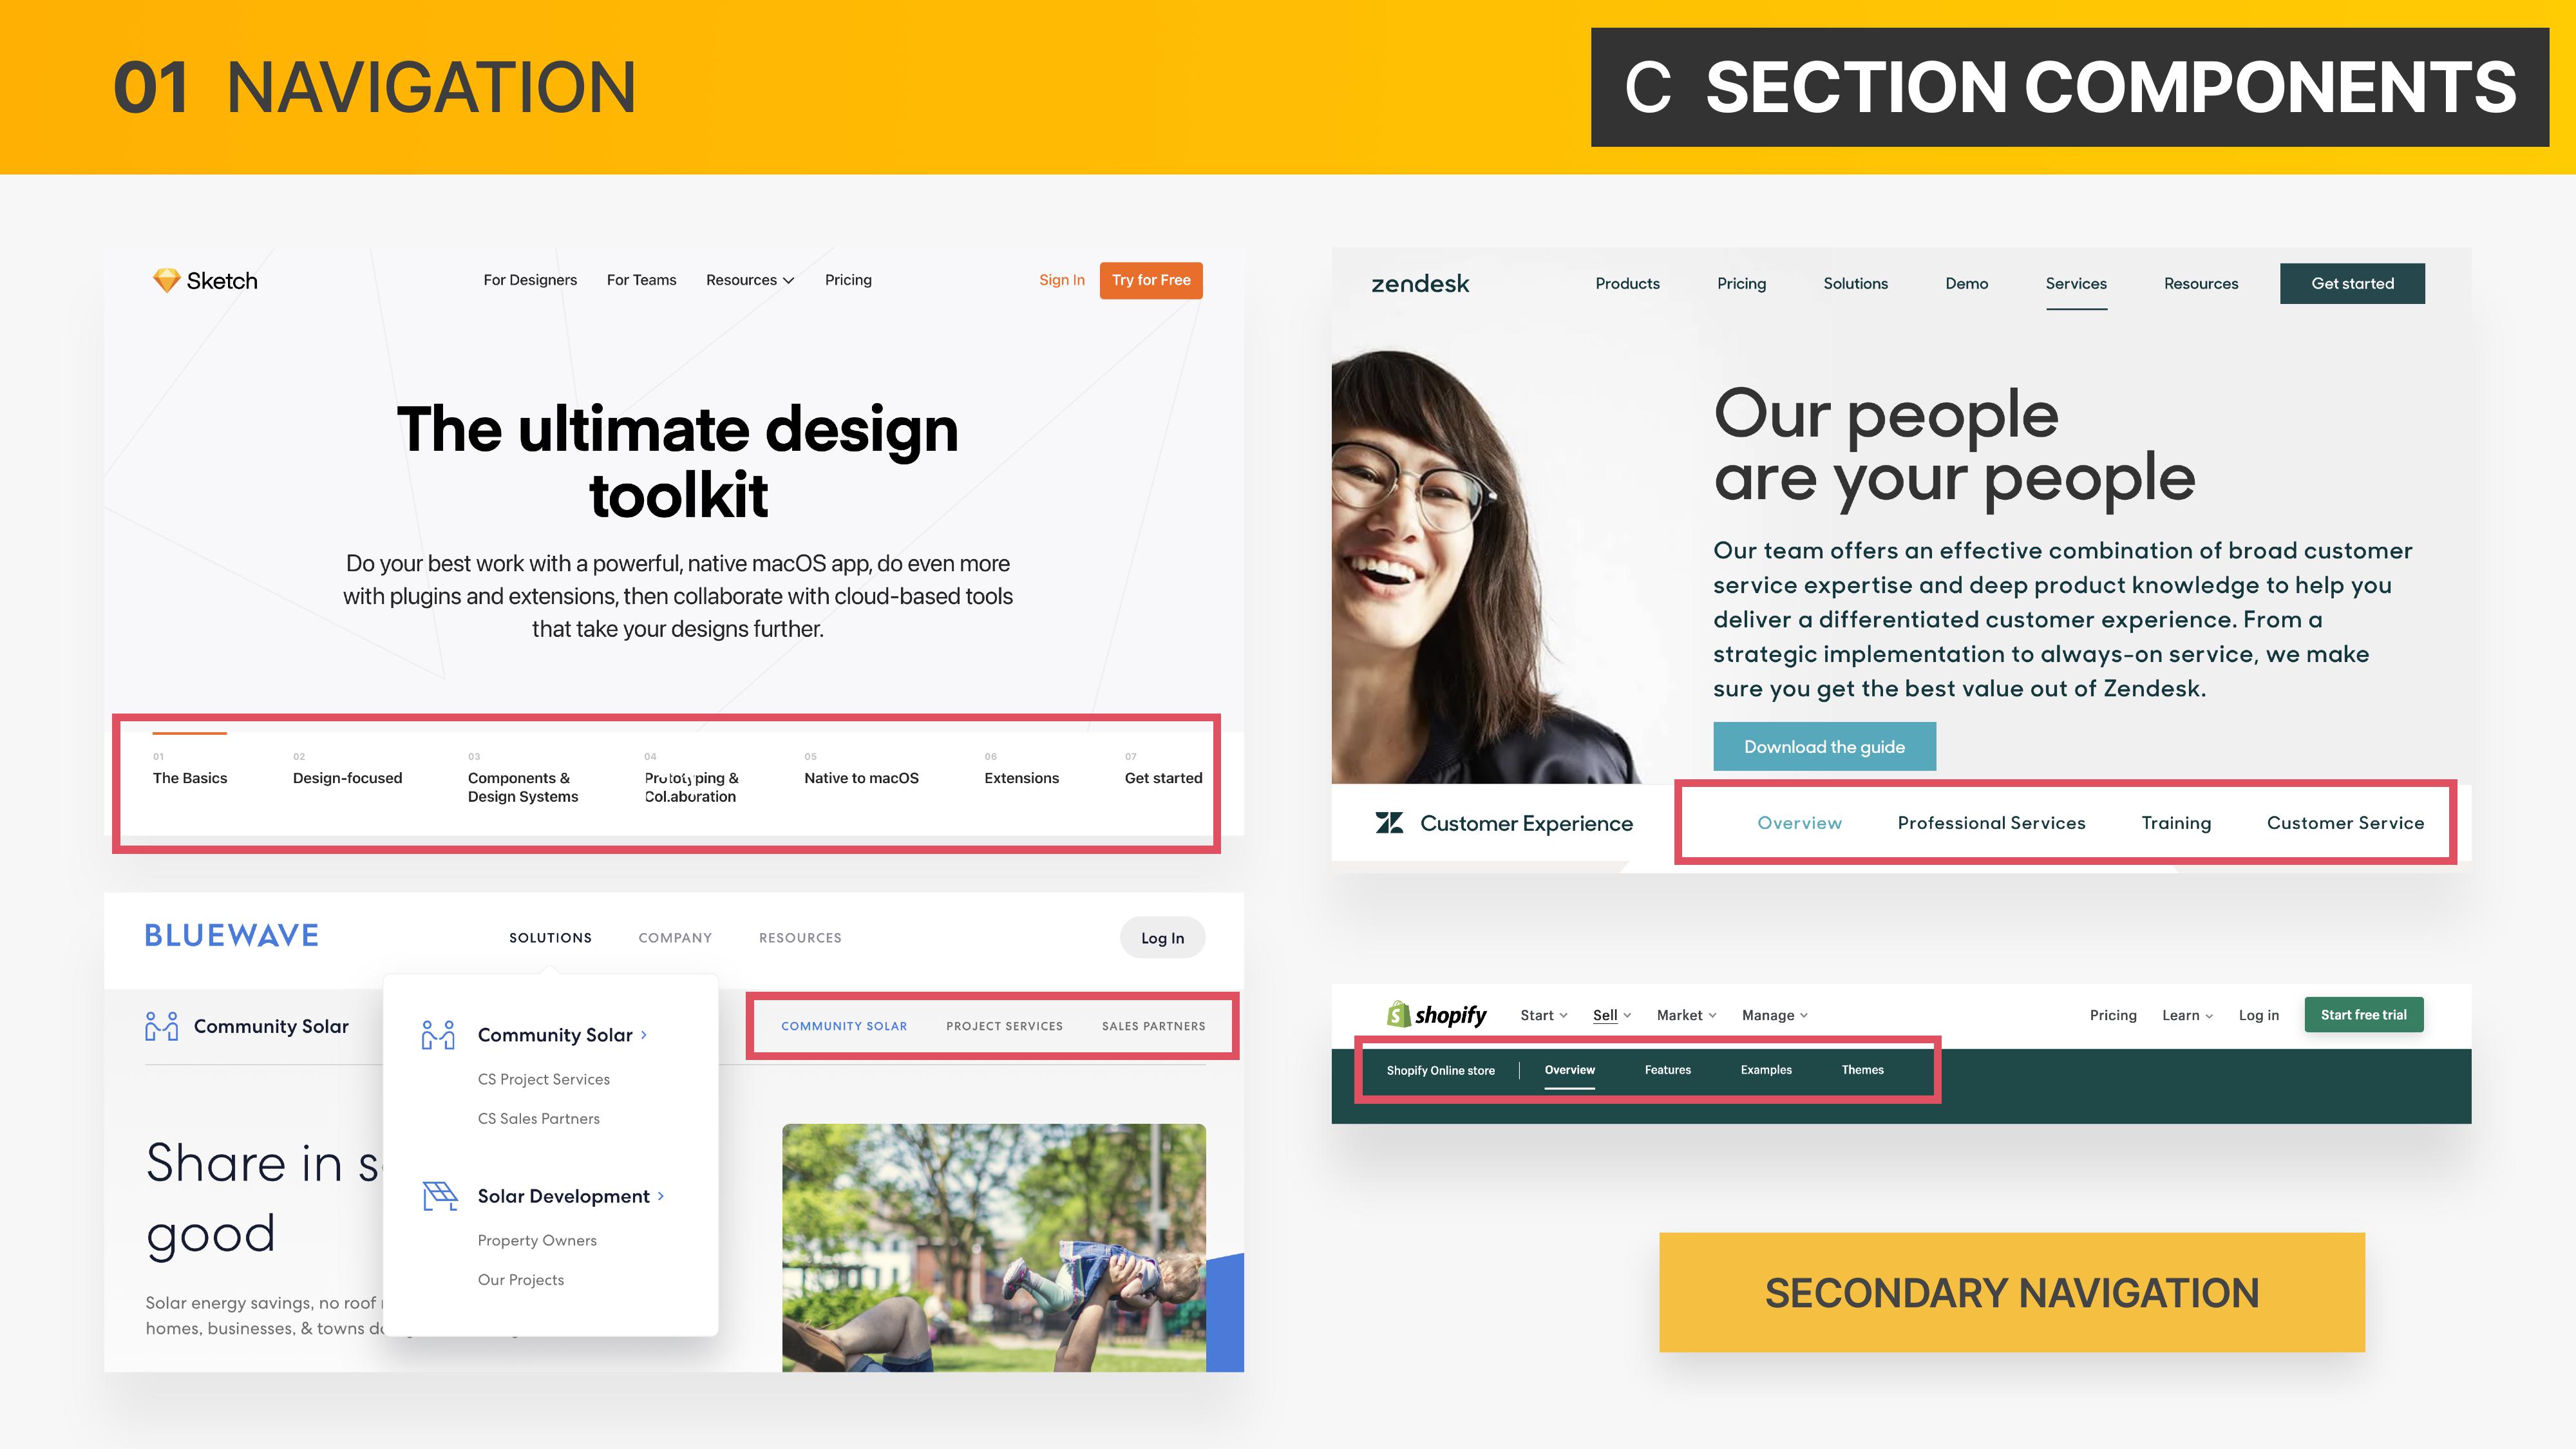 01 NAVIGATION
C SECTION COMPONENTS
Sketch
For Designers
For Teams
Resources
Pricing
Sign In
Try for Free
The ultimate design
toolkit
Do your best work with a powerful, native macOS app, do even more
with plugins and extensions, then collaborate with cloud-based tools
that take your designs further.
01
The Basics
02
Design-focused
03
Components &
Design Systems
04
Prototyping &
Collaboration
05
Native to macOS
06
Extensions
07
Get started
zendesk
Products
Pricing
Solutions
Demo
Services
Resources
Get started
Our people
are your people
Our team offers an effective combination of broad customer
service expertise and deep product knowledge to help you
deliver a differentiated customer experience. From a
strategic implementation to always-on service, we make
sure you get the best value out of Zendesk.
Download the guide
Customer Experience
Overview
Professional Services
Training
Customer Service
BLUEWAVE
SOLUTIONS
COMPANY
RESOURCES
Log In
Community Solar
COMMUNITY SOLAR
PROJECT SERVICES
SALES PARTNERS
Community Solar
CS Project Services
CS Sales Partners
Solar Development
Property Owners
Our Projects
Share in
good
Solar energy savings, no roof
homes, businesses, & towns
shopify
Start
Sell
Market
Manage
Pricing
Learn
Log in
Start free trial
Shopify Online store
Overview
Features
Examples
Themes
SECONDARY NAVIGATION